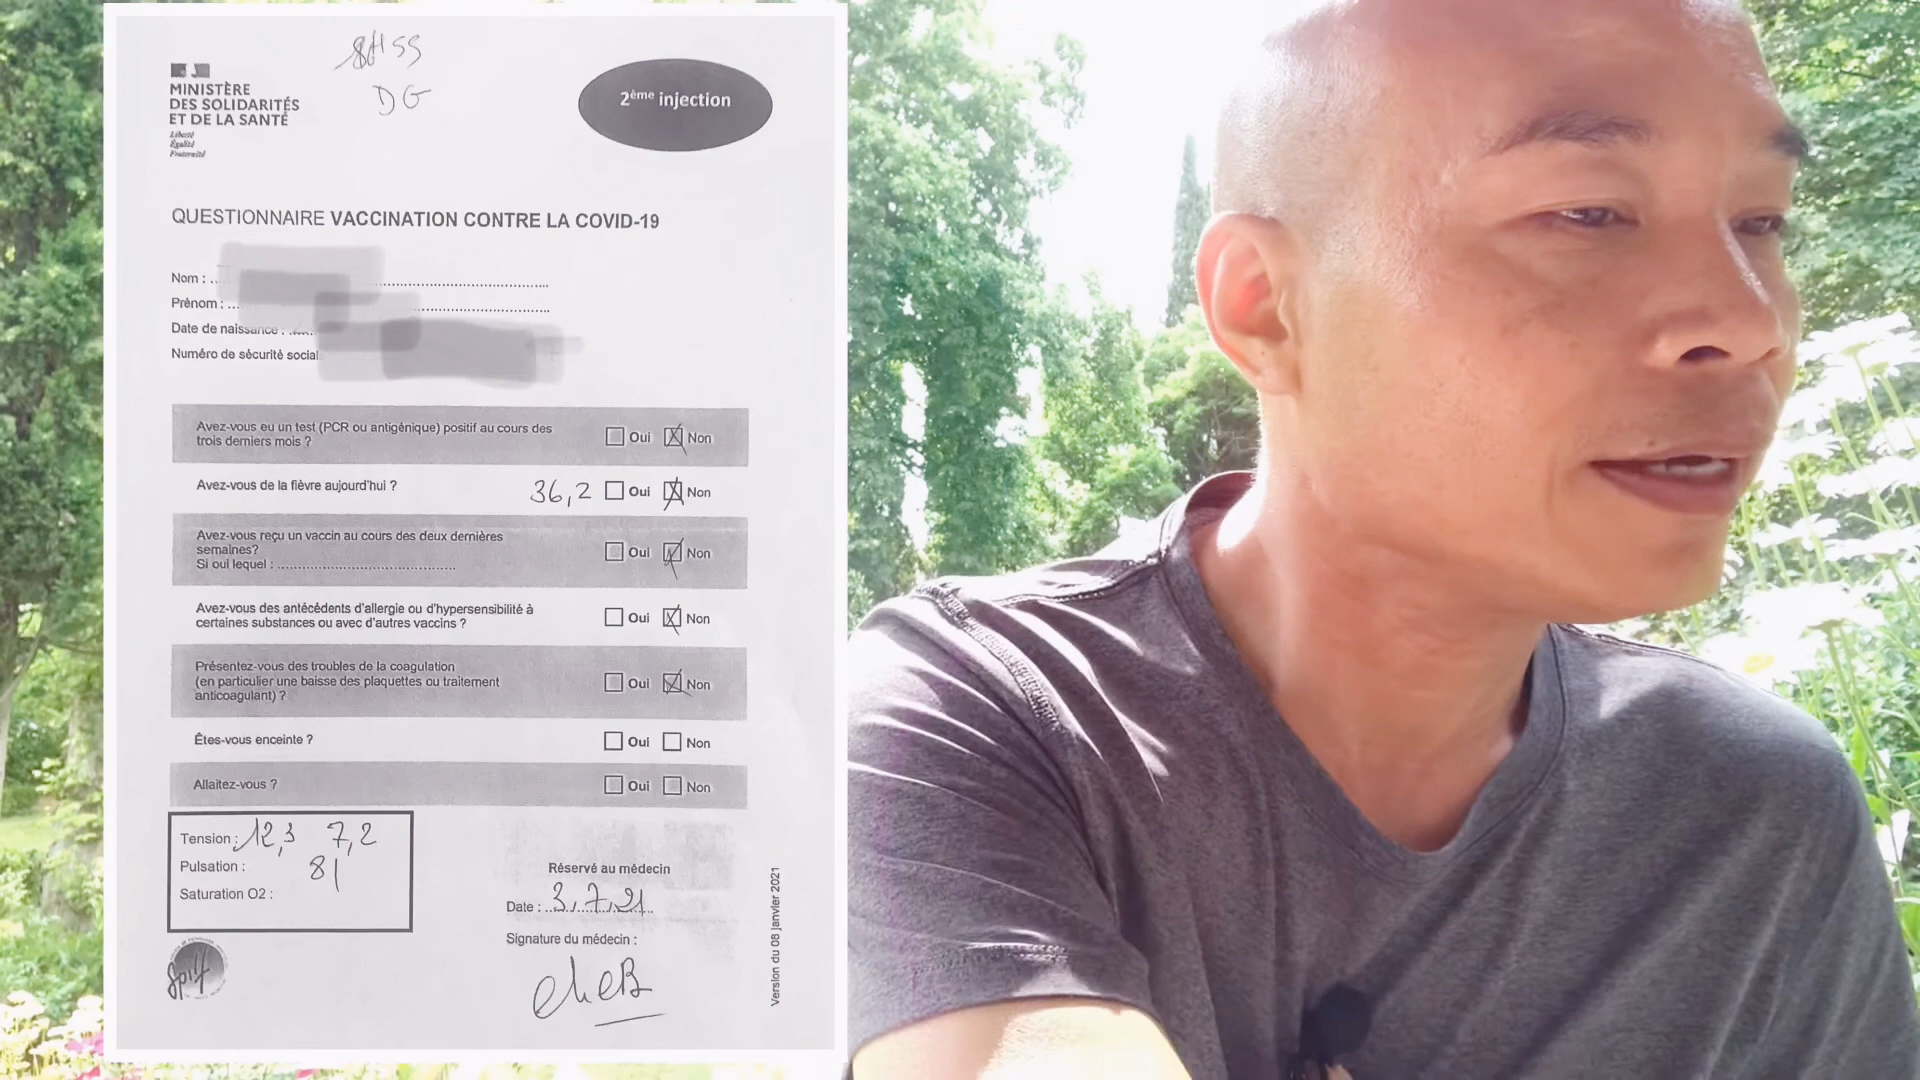 8H55
DG
MINISTÈRE
DES SOLIDARITÉS
ET DE LA SANTÉ
Liberté
Égalité
Fraternité
2ème injection
QUESTIONNAIRE VACCINATION CONTRE LA COVID-19
Nom :
Prénom :
Date de naissance :
Numéro de sécurité social
Avez-vous eu un test (PCR ou antigénique) positif au cours des
trois derniers mois ?
Oui Non
Avez-vous de la fièvre aujourd'hui ? 36,2 Oui Non
Avez-vous reçu un vaccin au cours des deux dernières
semaines?
Oui Non
Si oui lequel :
Avez-vous des antécédents d'allergie ou d'hypersensibilité à
certaines substances ou avec d'autres vaccins ?
Oui Non
Présentez-vous des troubles de la coagulation
(en particulier une baisse des plaquettes ou traitement
anticoagulant) ?
Oui Non
Êtes-vous enceinte ? Oui Non
Allaitez-vous ? Oui Non
Tension : 12,3 7,2
Pulsation : 81
Saturation O2 :
Réservé au médecin
Date : 3.7.21
Signature du médecin :
Version du 08 janvier 2021